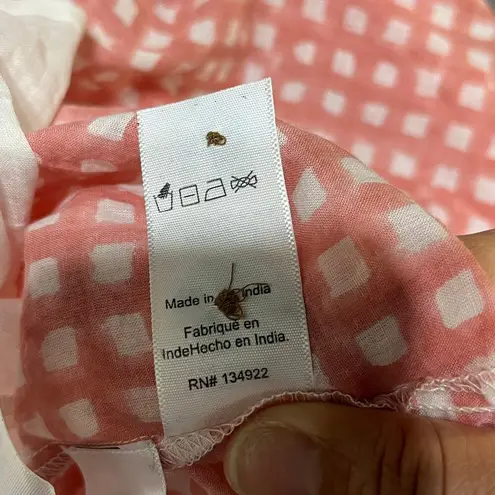 Made in India
Fabriqué en
IndeHecho en India.
RN# 134922